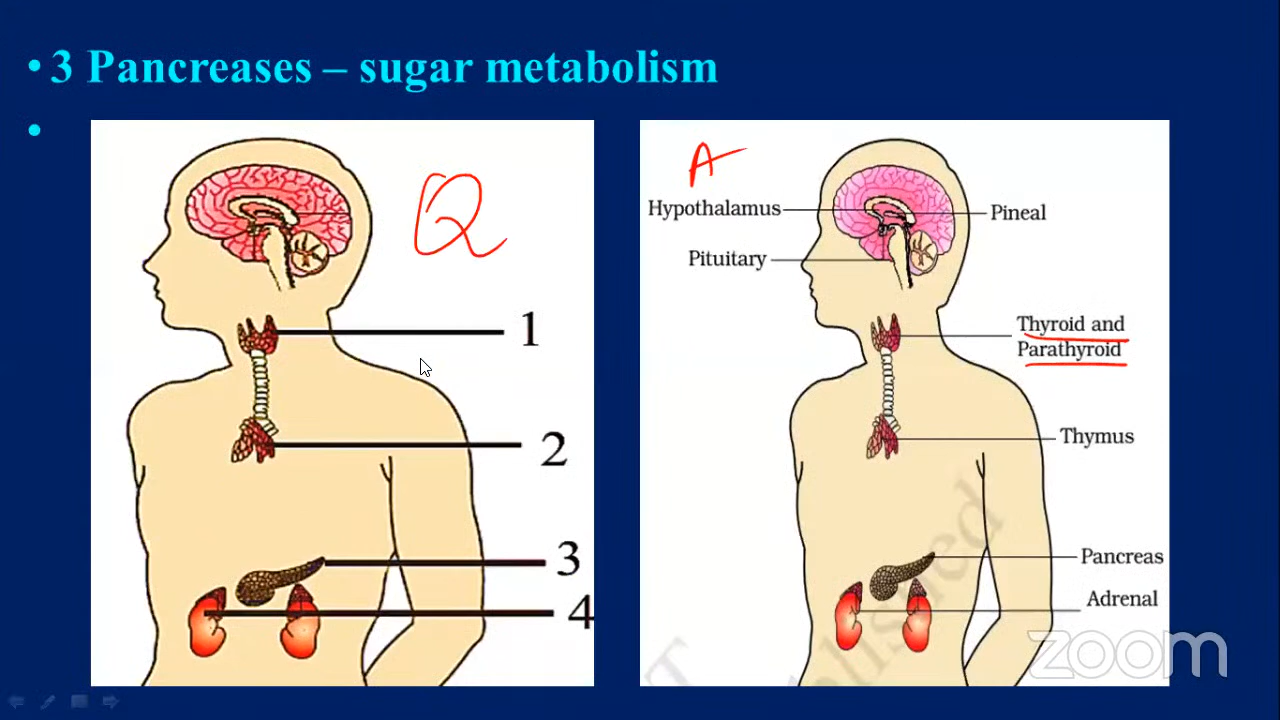 • 3 Pancreases – sugar metabolism
•
Q
1
2
3
4
A
Hypothalamus
Pineal
Pituitary
Thyroid and
Parathyroid
Thymus
Pancreas
Adrenal
zoom